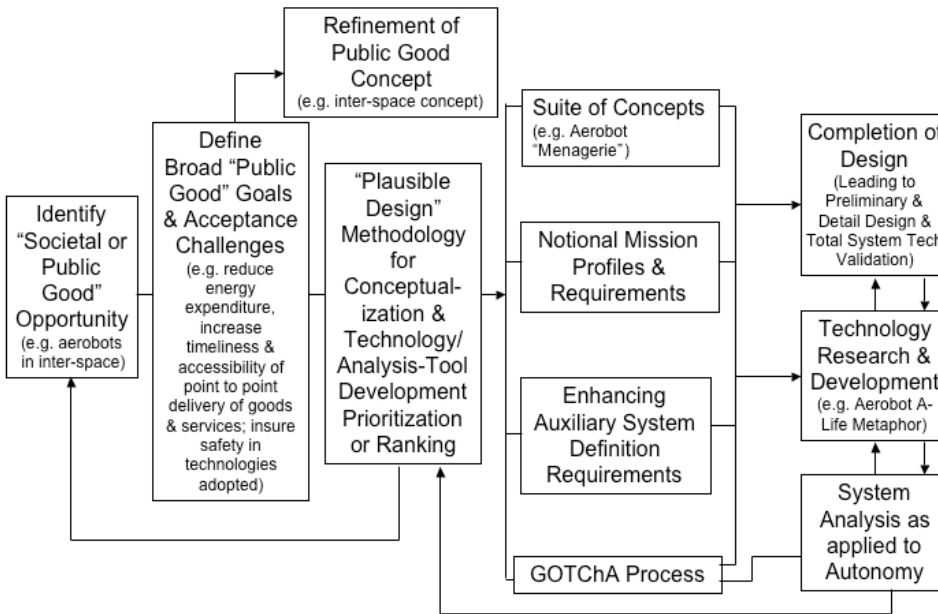 Refinement of
Public Good
Concept
(e.g. inter-space concept)
Identify
“Societal or
Public
Good”
Opportunity
(e.g. aerobots
in inter-space)
Define
Broad “Public
Good” Goals
& Acceptance
Challenges
(e.g. reduce
energy
expenditure,
increase
timeliness &
accessibility of
point to point
delivery of goods
& services; insure
safety in
technologies
adopted)
“Plausible
Design”
Methodology
for
Conceptual-
ization &
Technology/
Analysis-Tool
Development
Prioritization
or Ranking
Suite of Concepts
(e.g. Aerobot
“Menagerie”)
Notional Mission
Profiles &
Requirements
Enhancing
Auxiliary System
Definition
Requirements
GOTChA Process
Completion of
Design
(Leading to
Preliminary &
Detail Design &
Total System Tech
Validation)
Technology
Research &
Development
(e.g. Aerobot A-
Life Metaphor)
System
Analysis as
applied to
Autonomy